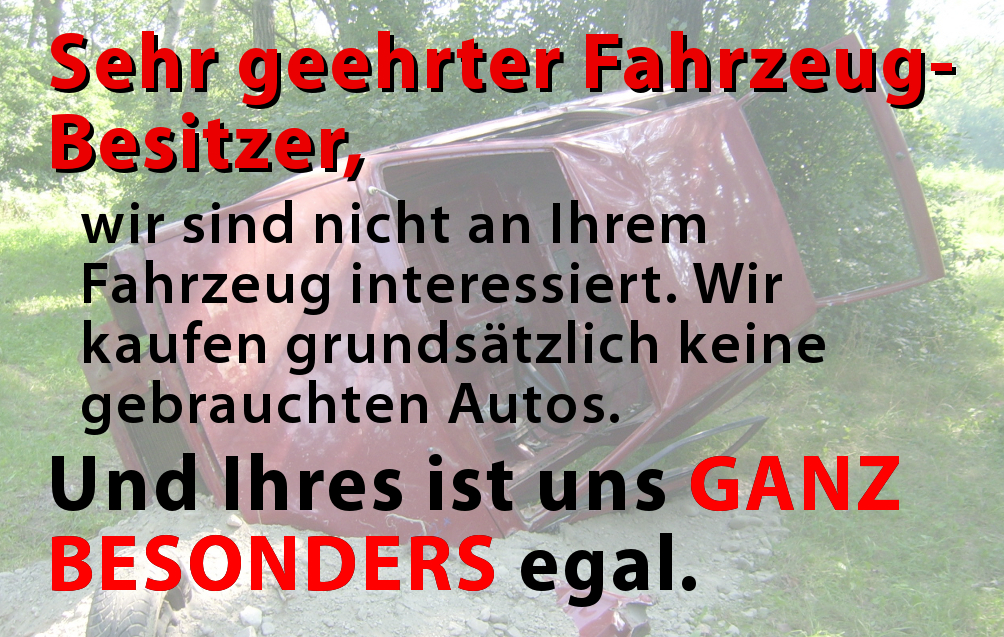 Sehr geehrter Fahrzeug-
Besitzer,
wir sind nicht an Ihrem
Fahrzeug interessiert. Wir
kaufen grundsätzlich keine
gebrauchten Autos.
Und Ihres ist uns GANZ
BESONDERS egal.